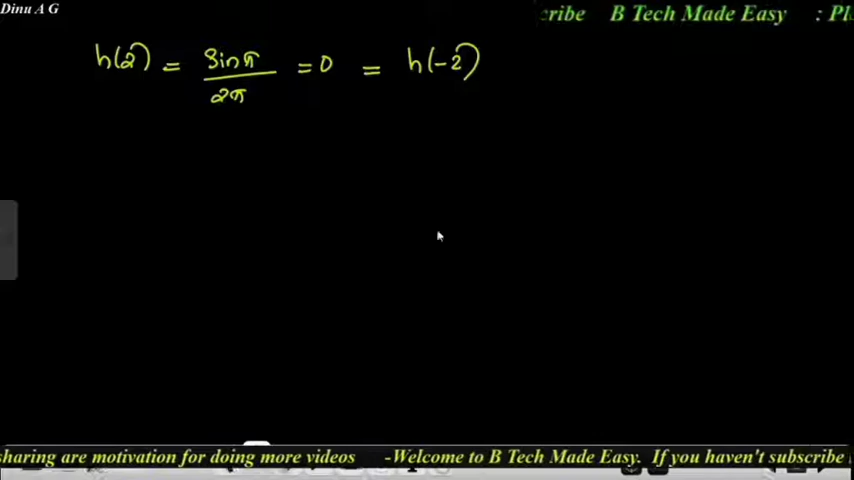 Dinu A G
cribe B Tech Made Easy : Pl
h(2) = sinπ / 2π = 0 = h(-2)
sharing are motivation for doing more videos -Welcome to B Tech Made Easy. If you haven't subscribe